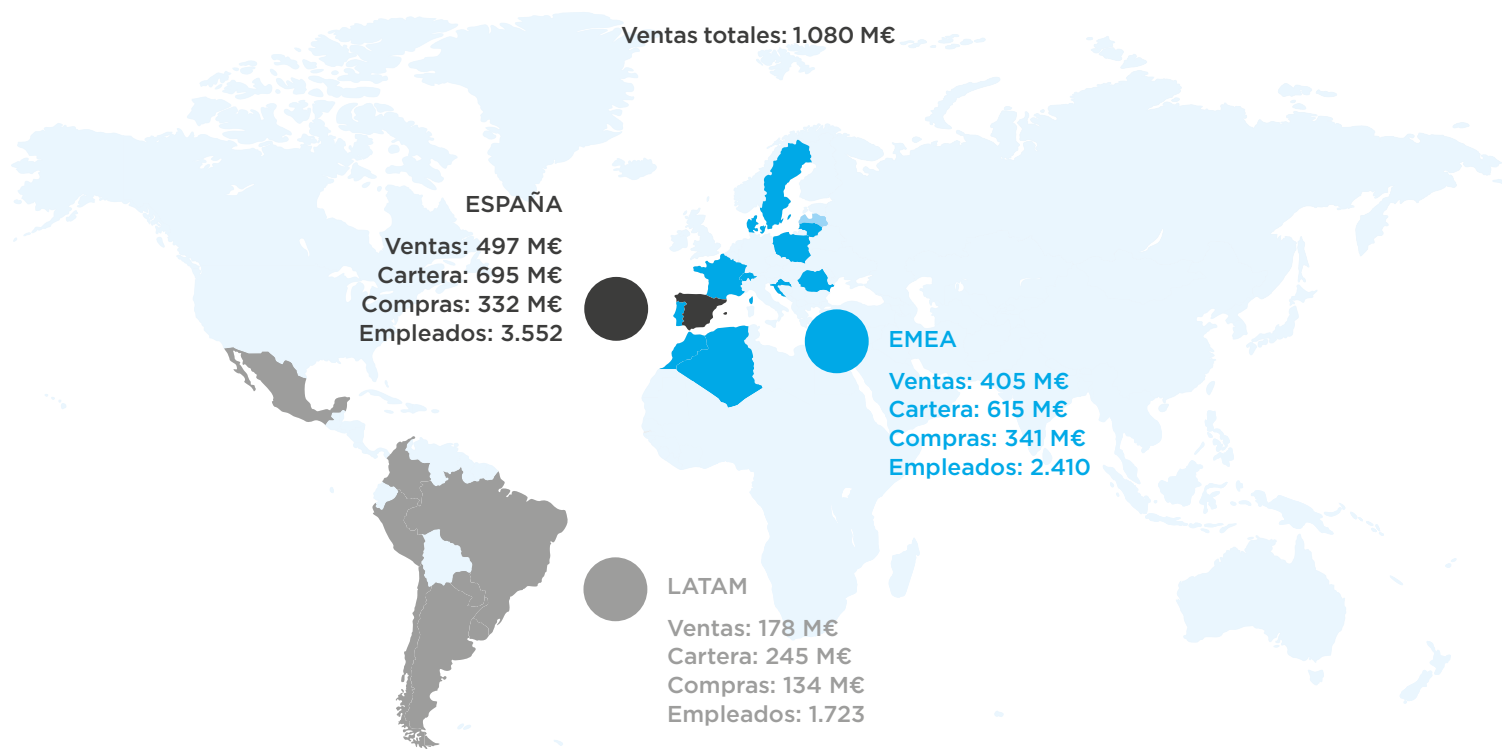 Ventas totales: 1.080 M€
ESPAÑA
Ventas: 497 M€
Cartera: 695 M€
Compras: 332 M€
Empleados: 3.552
EMEA
Ventas: 405 M€
Cartera: 615 M€
Compras: 341 M€
Empleados: 2.410
LATAM
Ventas: 178 M€
Cartera: 245 M€
Compras: 134 M€
Empleados: 1.723